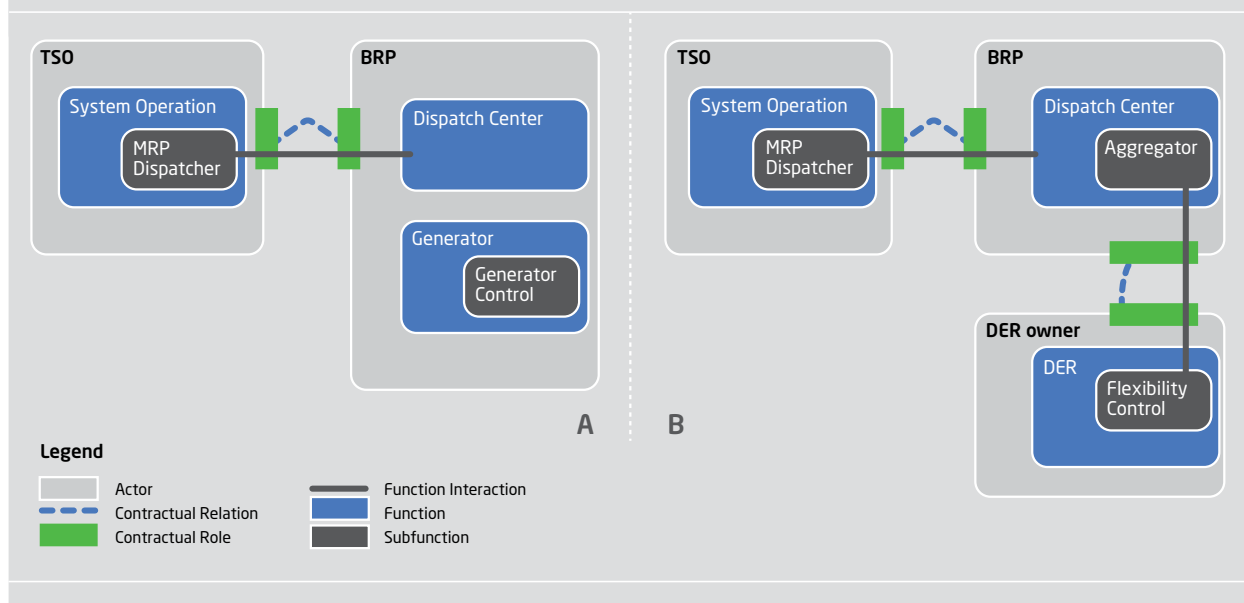 TSO
System Operation
MRP
Dispatcher
BRP
Dispatch Center
Generator
Generator
Control
A
TSO
System Operation
MRP
Dispatcher
BRP
Dispatch Center
Aggregator
DER owner
DER
Flexibility
Control
B
Legend
Actor
Contractual Relation
Contractual Role
Function Interaction
Function
Subfunction